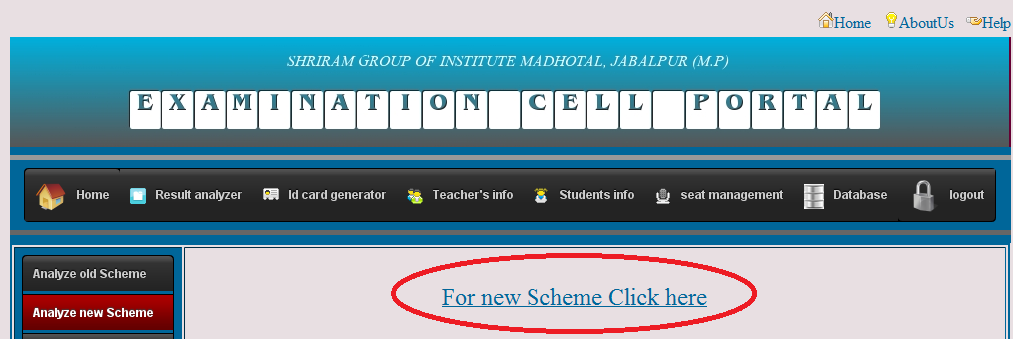 Home AboutUs Help
SHRIRAM GROUP OF INSTITUTE MADHOTAL, JABALPUR (M.P)
EXAMINATION CELL PORTAL
Home Result analyzer Id card generator Teacher's info Students info seat management Database logout
Analyze old Scheme
For new Scheme Click here
Analyze new Scheme